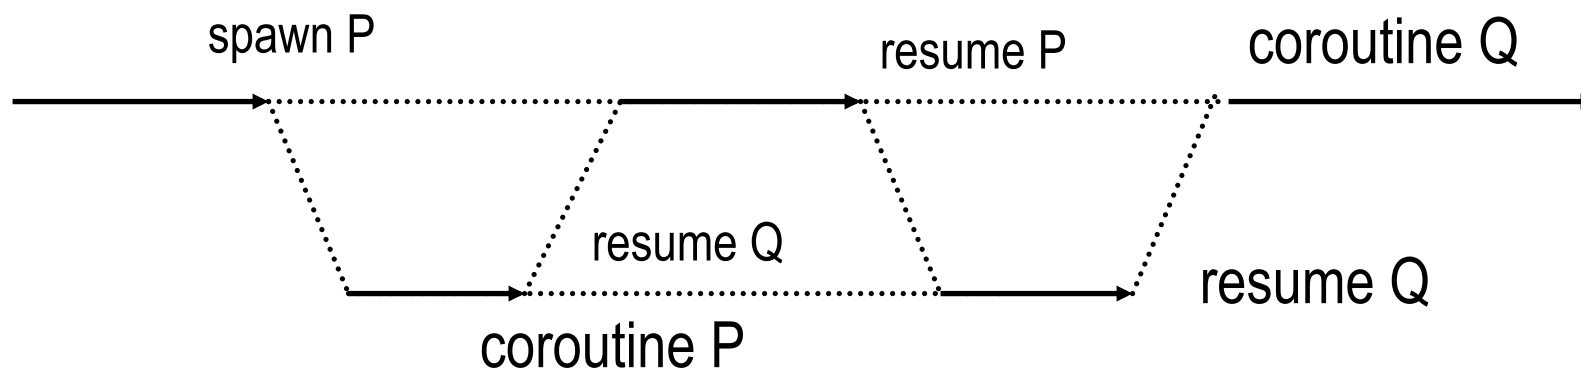 spawn P
resume P
coroutine Q
resume Q
resume Q
coroutine P